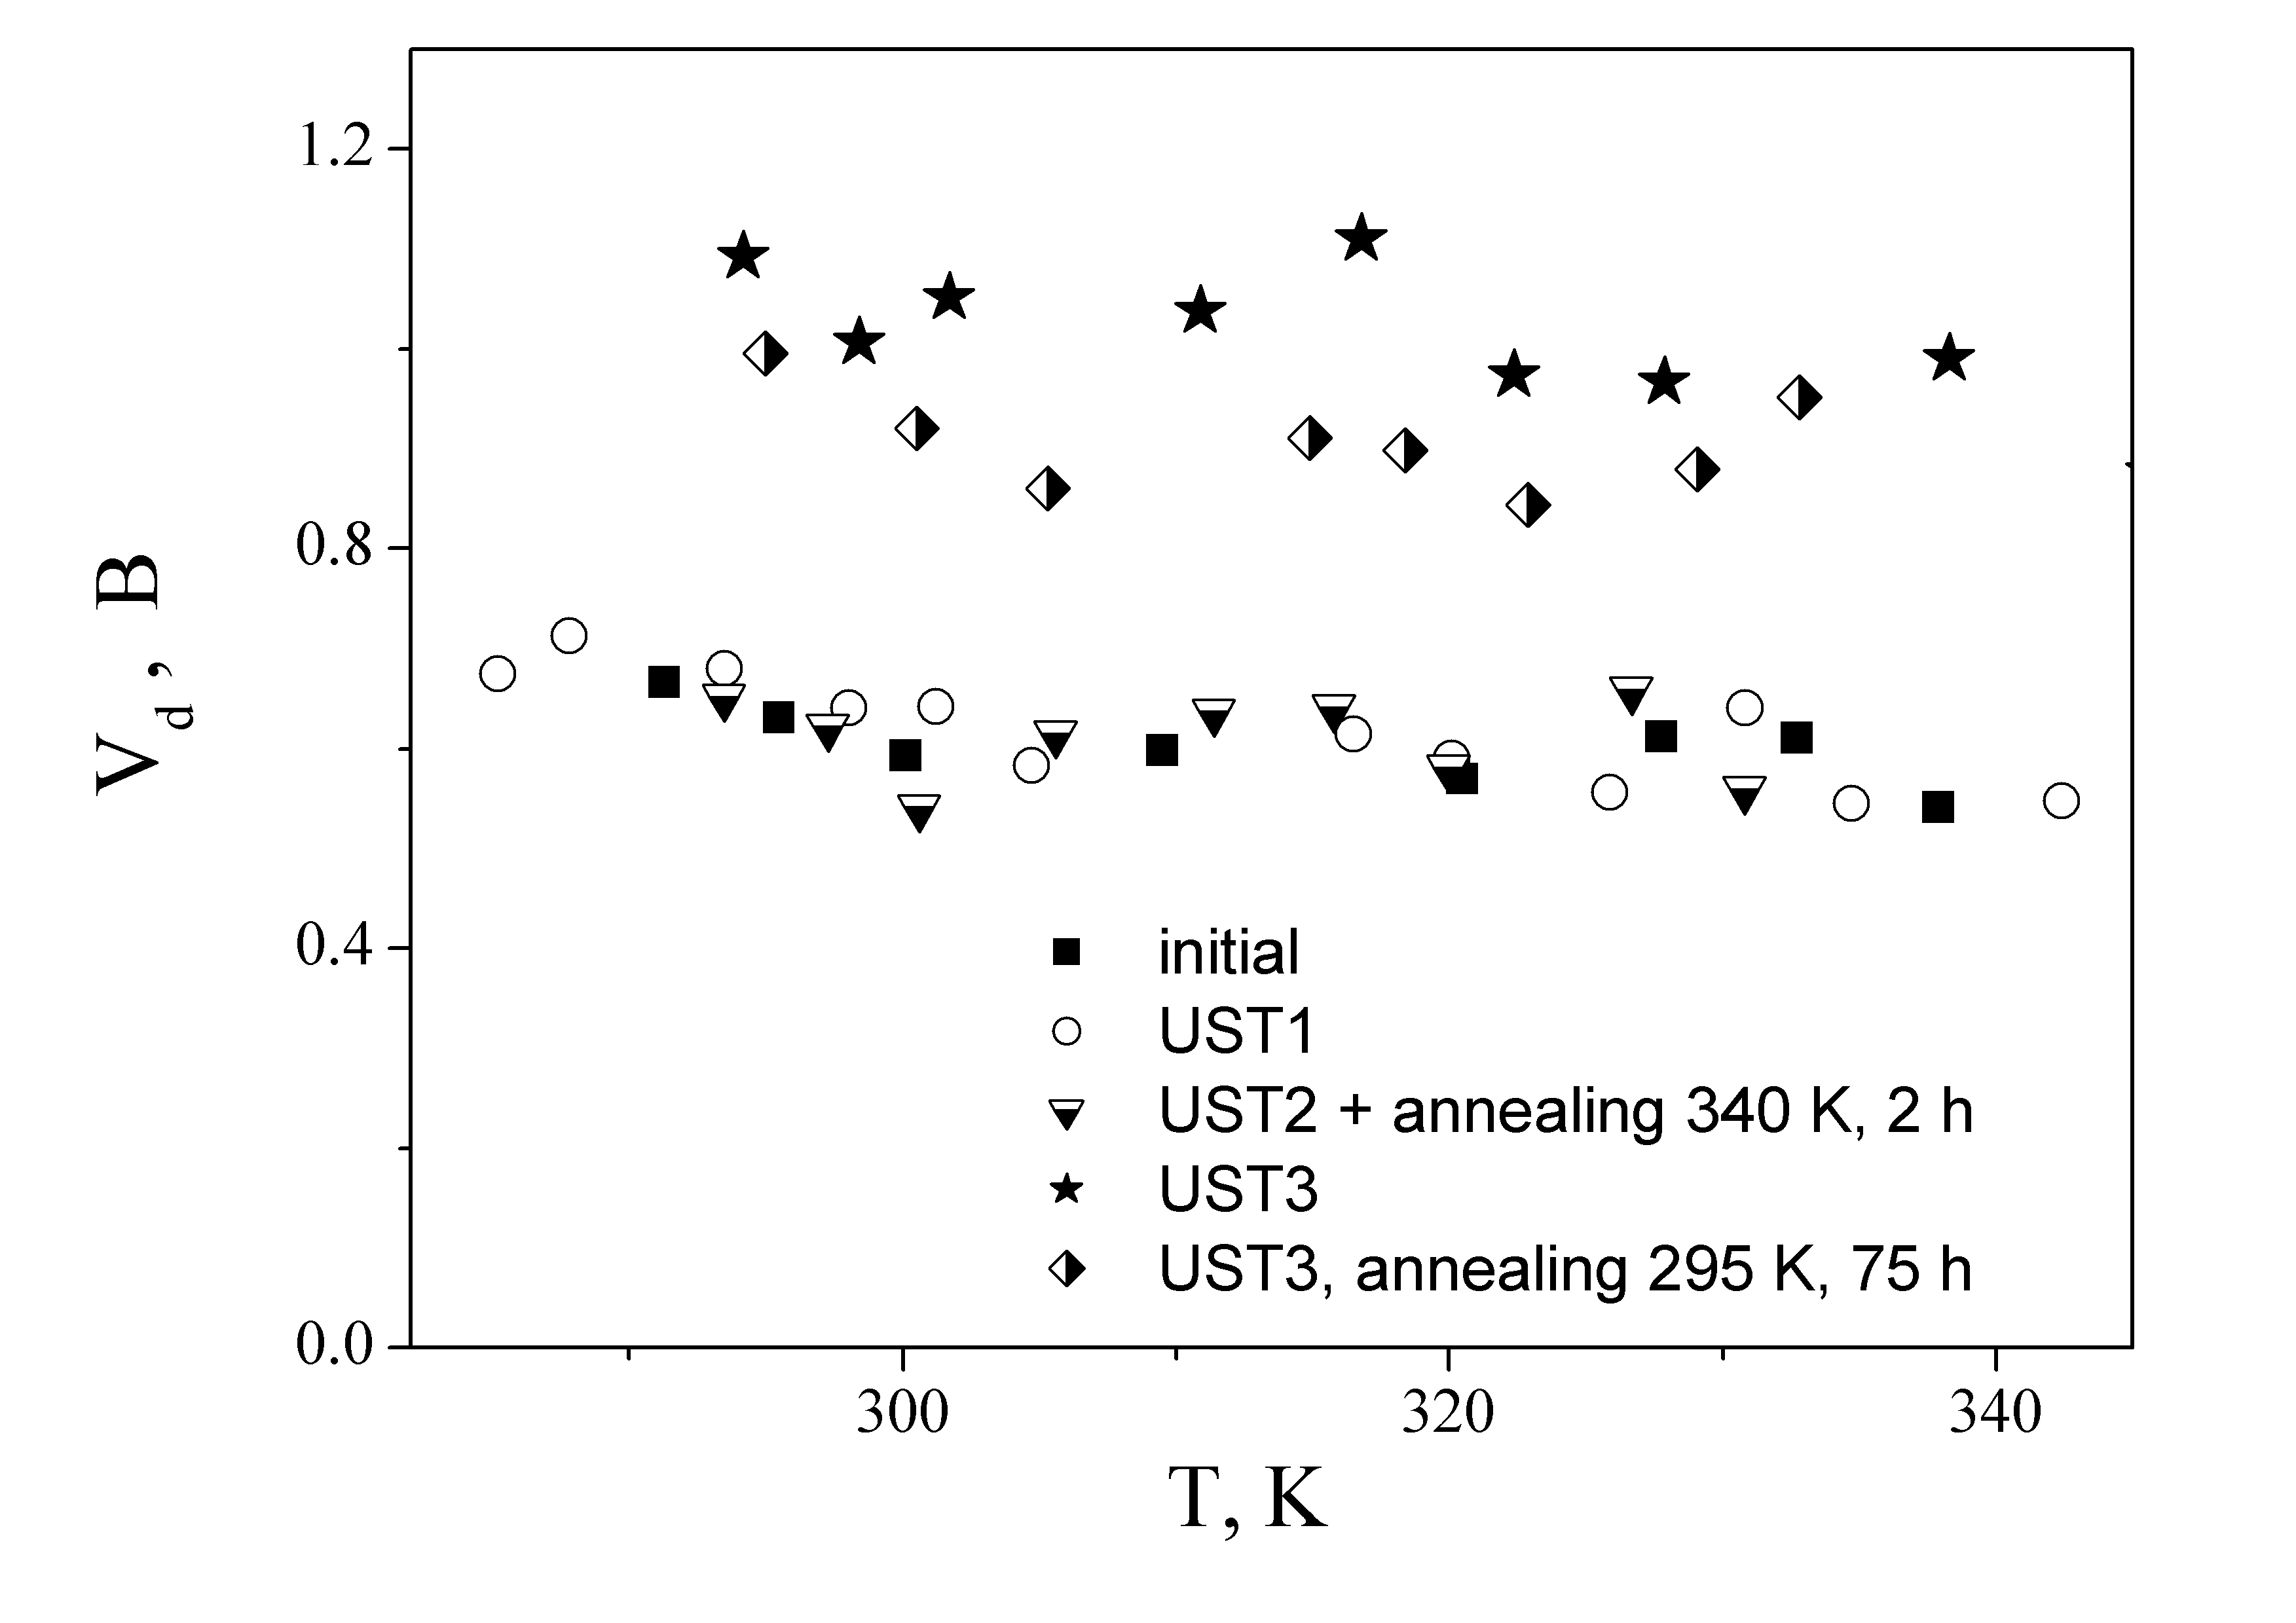 1.2
0.8
0.4
0.0
V_d, B
initial
UST1
UST2 + annealing 340 K, 2 h
UST3
UST3, annealing 295 K, 75 h
300
320
340
T, K